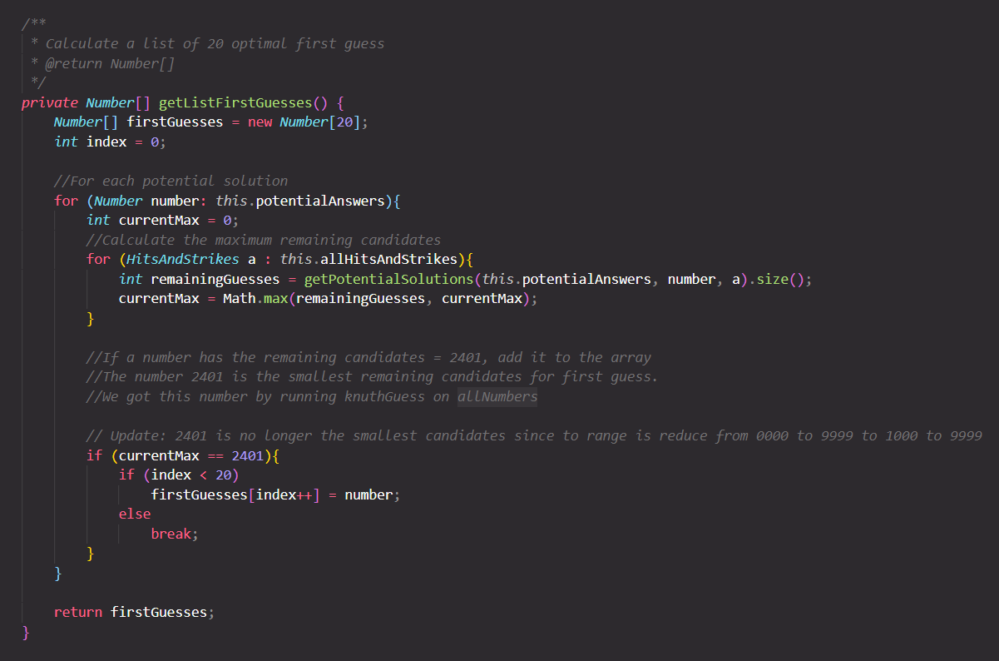 /**
 * Calculate a list of 20 optimal first guess
 * @return Number[]
 */
private Number[] getListFirstGuesses() {
    Number[] firstGuesses = new Number[20];
    int index = 0;

    //For each potential solution
    for (Number number: this.potentialAnswers){
        int currentMax = 0;
        //Calculate the maximum remaining candidates
        for (HitsAndStrikes a : this.allHitsAndStrikes){
            int remainingGuesses = getPotentialSolutions(this.potentialAnswers, number, a).size();
            currentMax = Math.max(remainingGuesses, currentMax);
        }

        //If a number has the remaining candidates = 2401, add it to the array
        //The number 2401 is the smallest remaining candidates for first guess.
        //We got this number by running knuthGuess on allNumbers

        // Update: 2401 is no longer the smallest candidates since to range is reduce from 0000 to 9999 to 1000 to 9999
        if (currentMax == 2401){
            if (index < 20)
                firstGuesses[index++] = number;
            else
                break;
        }
    }

    return firstGuesses;
}